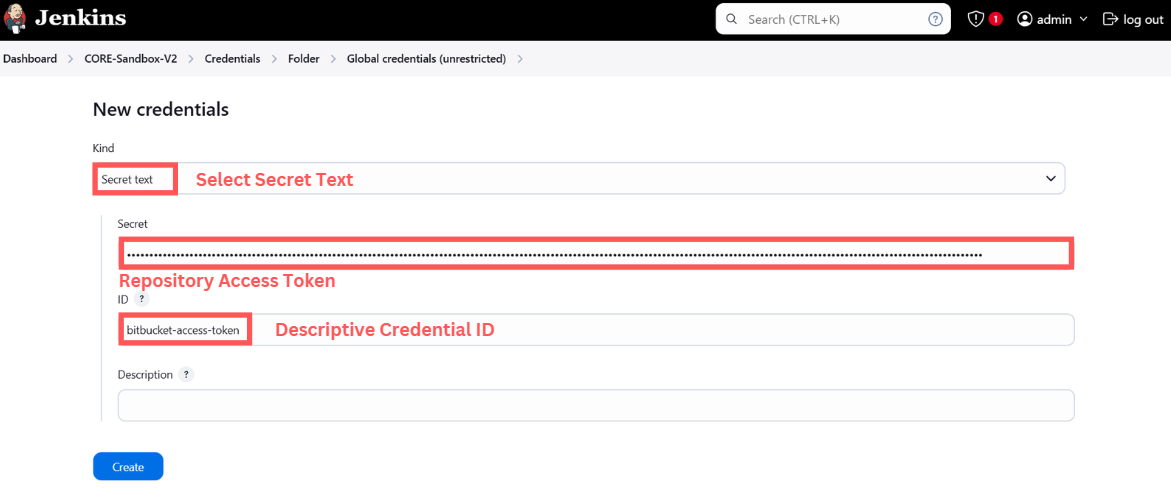 Jenkins
Search (CTRL+K) ?
1
admin
log out
Dashboard > CORE-Sandbox-V2 > Credentials > Folder > Global credentials (unrestricted) >
New credentials
Kind
Secret text
Select Secret Text
Secret
Repository Access Token
ID ?
bitbucket-access-token
Descriptive Credential ID
Description ?
Create